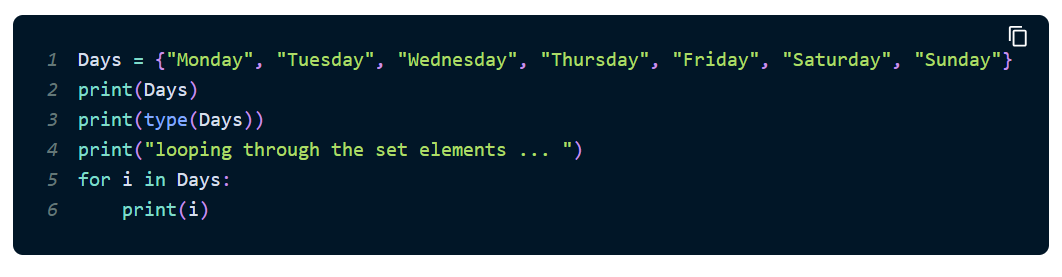 1 Days = {"Monday", "Tuesday", "Wednesday", "Thursday", "Friday", "Saturday", "Sunday"}
2 print(Days)
3 print(type(Days))
4 print("looping through the set elements ... ")
5 for i in Days:
6     print(i)